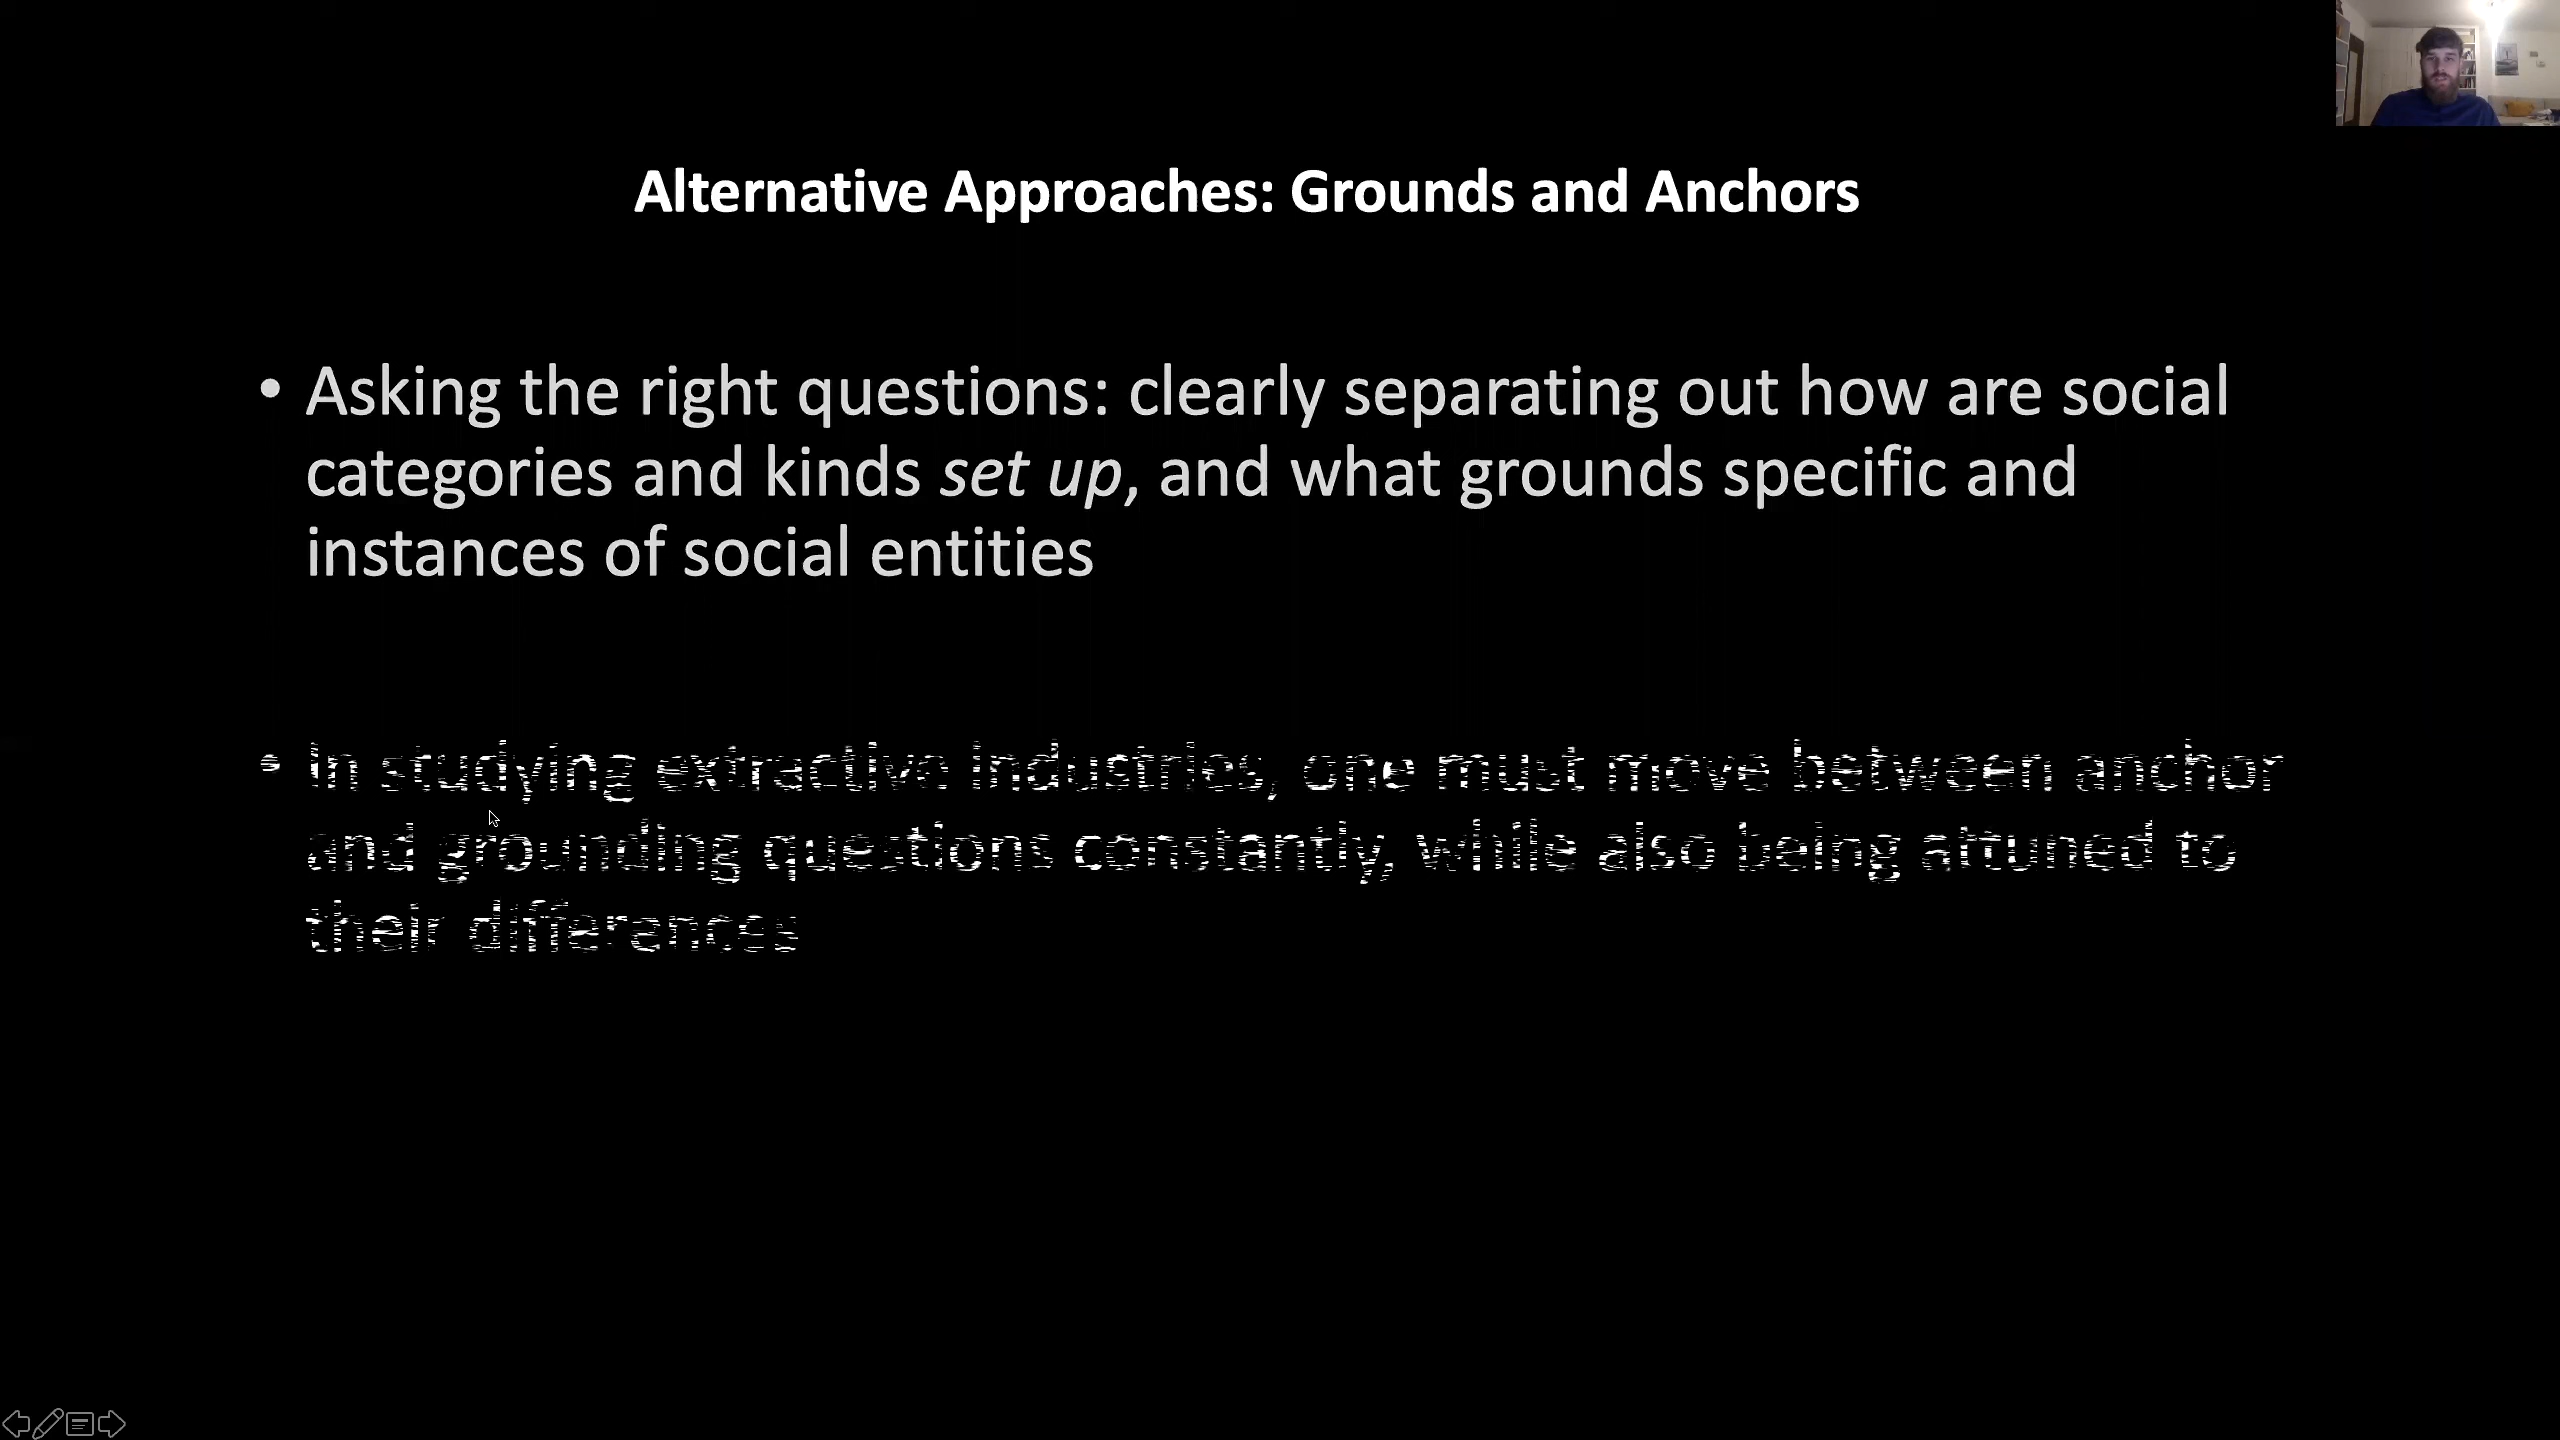 Alternative Approaches: Grounds and Anchors
• Asking the right questions: clearly separating out how are social
categories and kinds set up, and what grounds specific and
instances of social entities
• In studying extractive industries, one must move between anchor
and grounding questions constantly, while also being attuned to
their differences